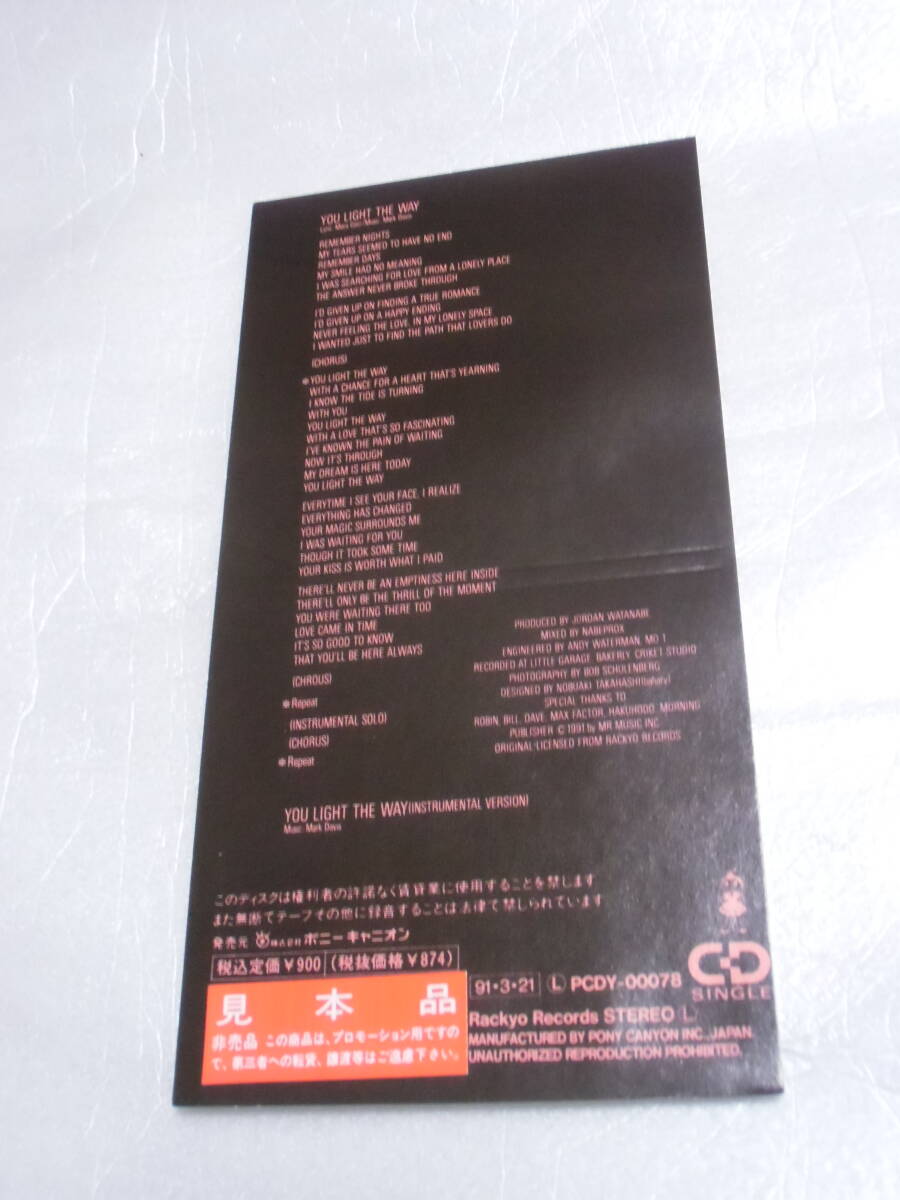 YOU LIGHT THE WAY
Music: Mark Davis
REMEMBER NIGHTS
MY TEARS SEEMED TO HAVE NO END
REMEMBER DAYS
MY SMILE HAD NO MEANING
I WAS SEARCHING FOR LOVE FROM A LONELY PLACE
THE ANSWER NEVER BROKE THROUGH
I'D GIVEN UP ON FINDING A TRUE ROMANCE
I'D GIVEN UP ON A HAPPY ENDING
NEVER FEELING THE LOVE, IN MY LONELY SPACE
I WANTED JUST TO FIND THE PATH THAT LOVERS DO
(CHORUS)
*YOU LIGHT THE WAY
WITH A CHANCE FOR A HEART THAT'S YEARNING
I KNOW THE TIDE IS TURNING
WITH YOU
YOU LIGHT THE WAY
WITH A LOVE THAT'S SO FASCINATING
I'VE KNOWN THE PAIN OF WAITING
NOW IT'S THROUGH
MY DREAM IS HERE TODAY
YOU LIGHT THE WAY
EVERYTIME I SEE YOUR FACE, I REALIZE
EVERYTHING HAS CHANGED
YOUR MAGIC SURROUNDS ME
I WAS WAITING FOR YOU
THOUGH IT TOOK SOME TIME
YOUR KISS IS WORTH WHAT I PAID
THERE'LL NEVER BE AN EMPTINESS HERE INSIDE
THERE'LL ONLY BE THE THRILL OF THE MOMENT
YOU WERE WAITING THERE TOO
LOVE CAME IN TIME
IT'S SO GOOD TO KNOW
THAT YOU'LL BE HERE ALWAYS
(CHROUS)
*Repeat
(INSTRUMENTAL SOLO)
(CHORUS)
*Repeat
PRODUCED BY JORDAN WATANABE
MIXED BY NABEPROX
ENGINEERED BY ANDY WATERMAN, MD 1
RECORDED AT LITTLE GARAGE, BAKERLY, CRIKET STUDIO
PHOTOGRAPHY BY BOB SCHULENBERG
DESIGNED BY NOBUAKI TAKAHASHI
SPECIAL THANKS TO
ROBIN, BILL, DAVE, MAX FACTOR, HAKUHODO, MORNING
PUBLISHER © 1991 by MR MUSIC INC.
ORIGINAL LICENSED FROM RACKYO RECORDS
YOU LIGHT THE WAY(INSTRUMENTAL VERSION)
Music: Mark Davis
このディスクは権利者の許諾なく賃貸業に使用することを禁じます
また無断でテープその他に録音することは法律で禁じられています
発売元 株式会社 ポニーキャニオン
税込定価￥900 (税抜価格￥874)
見本品
非売品 この商品は、プロモーション用ですの
で、第三者への転貸、譲渡等はご遠慮下さい。
91・3・21 Ⓛ PCDY-00078
CD
SINGLE
Rackyo Records STEREO L
MANUFACTURED BY PONY CANYON INC., JAPAN.
UNAUTHORIZED REPRODUCTION PROHIBITED.